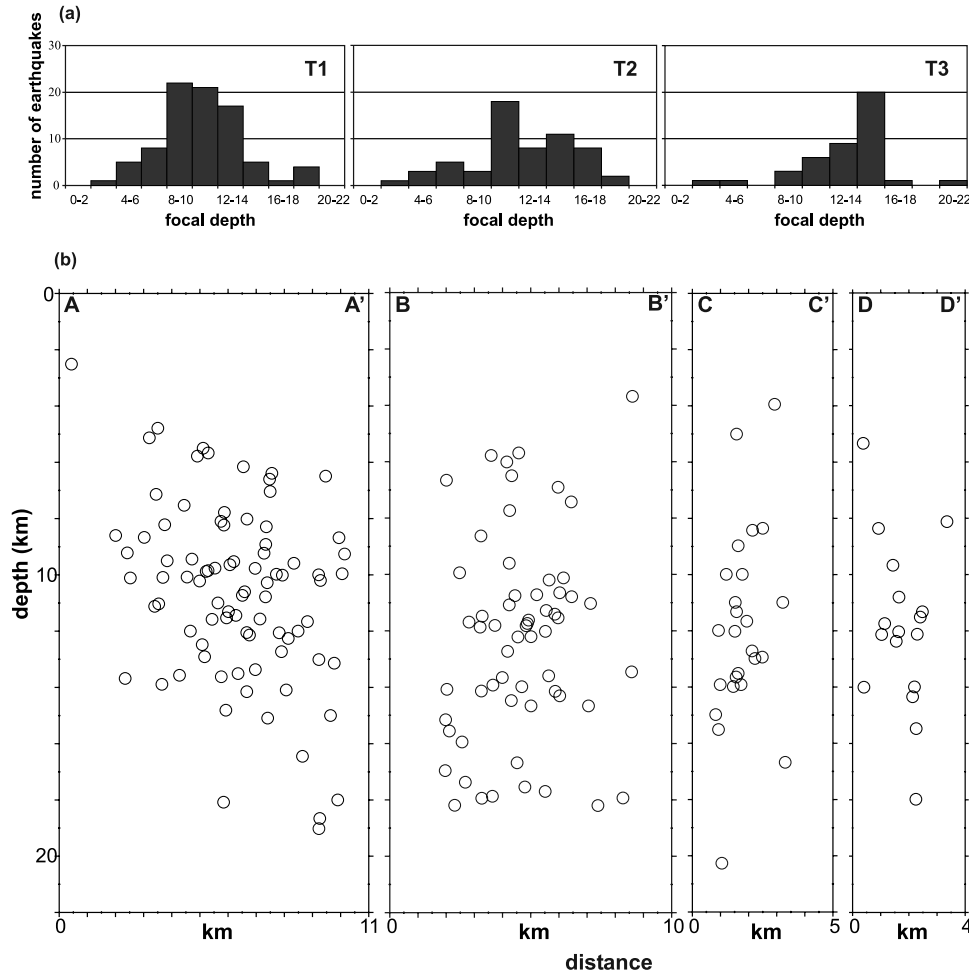 (a)
number of earthquakes
30
20
10
0
T1
T2
T3
0-2 4-6 8-10 12-14 16-18 20-22
0-2 4-6 8-10 12-14 16-18 20-22
0-2 4-6 8-10 12-14 16-18 20-22
focal depth
focal depth
focal depth
(b)
depth (km)
0
10
20
A A’
B B’
C C’
D D’
0 km 11
0 km 10
0 km 5
0 km 4
distance